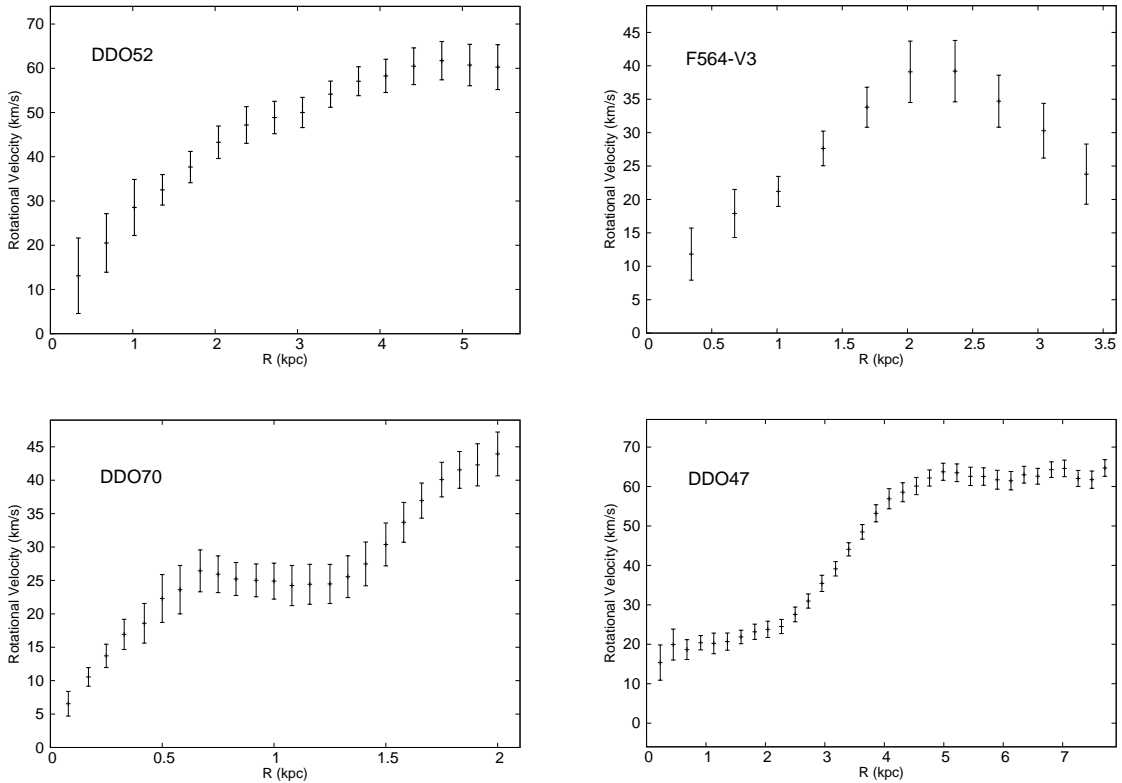 DDO52
Rotational Velocity (km/s)
70
60
50
40
30
20
10
0
0 1 2 3 4 5
R (kpc)
F564-V3
Rotational Velocity (km/s)
45
40
35
30
25
20
15
10
5
0
0 0.5 1 1.5 2 2.5 3 3.5
R (kpc)
DDO70
Rotational Velocity (km/s)
45
40
35
30
25
20
15
10
5
0
0.5 1 1.5 2
R (kpc)
DDO47
Rotational Velocity (km/s)
70
60
50
40
30
20
10
0
0 1 2 3 4 5 6 7
R (kpc)